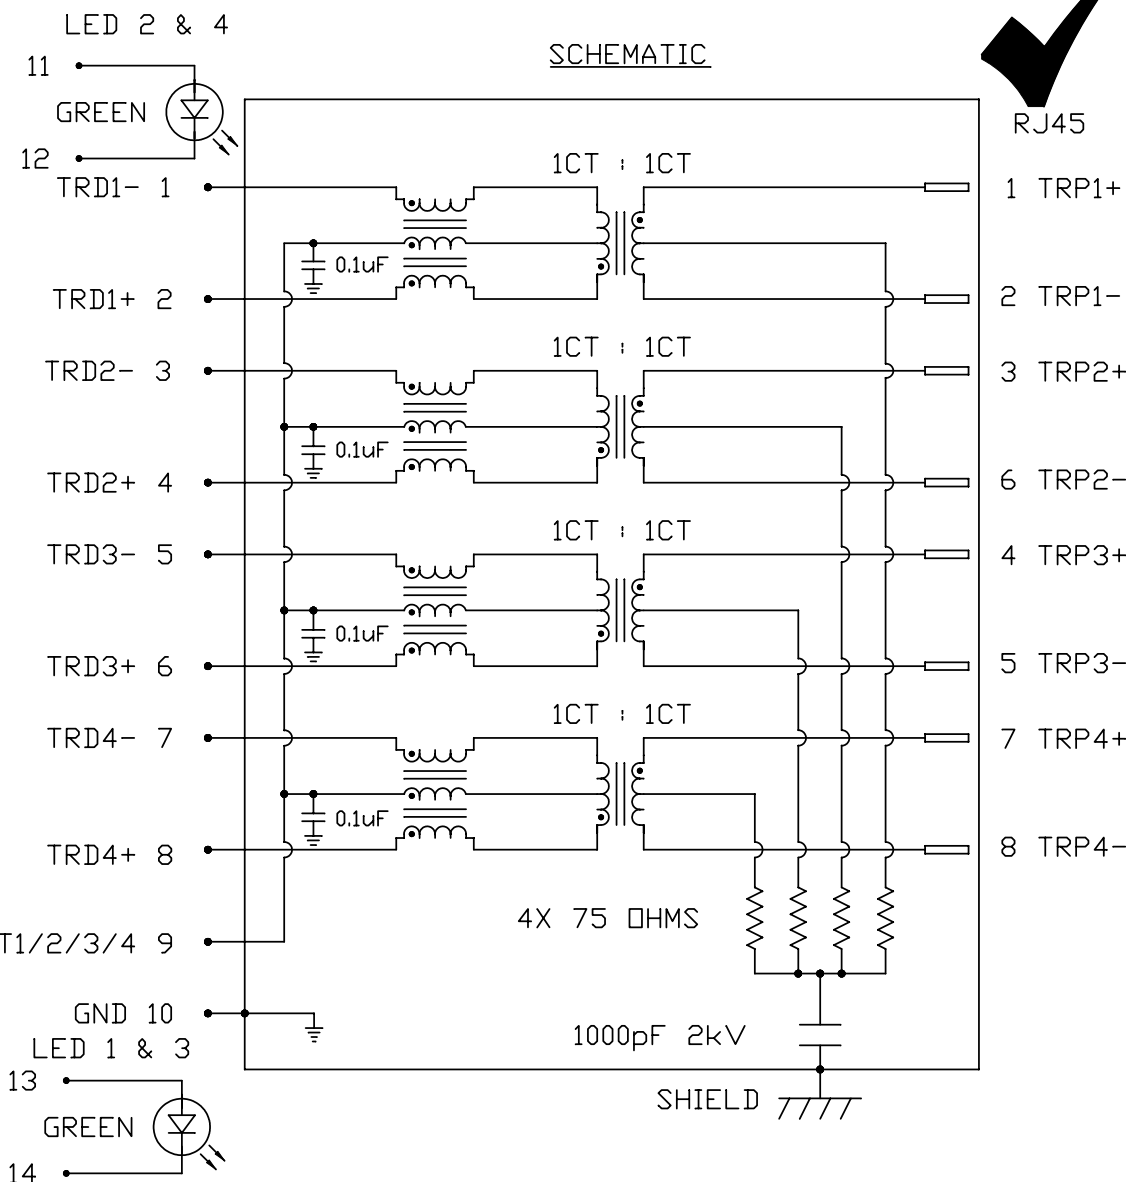 LED 2 & 4
SCHEMATIC
11
GREEN
12
RJ45
1CT : 1CT
TRD1- 1
1 TRP1+
0.1uF
TRD1+ 2
2 TRP1-
1CT : 1CT
TRD2- 3
3 TRP2+
0.1uF
TRD2+ 4
6 TRP2-
1CT : 1CT
TRD3- 5
4 TRP3+
0.1uF
TRD3+ 6
5 TRP3-
1CT : 1CT
TRD4- 7
7 TRP4+
0.1uF
TRD4+ 8
8 TRP4-
4X 75 OHMS
T1/2/3/4 9
GND 10
1000pF 2kV
LED 1 & 3
13
SHIELD
GREEN
14